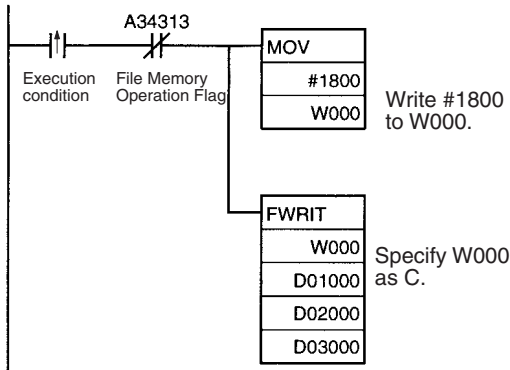 A34313
Execution
condition
File Memory
Operation Flag
MOV
#1800
W000
Write #1800
to W000.
FWRIT
W000
D01000
D02000
D03000
Specify W000
as C.